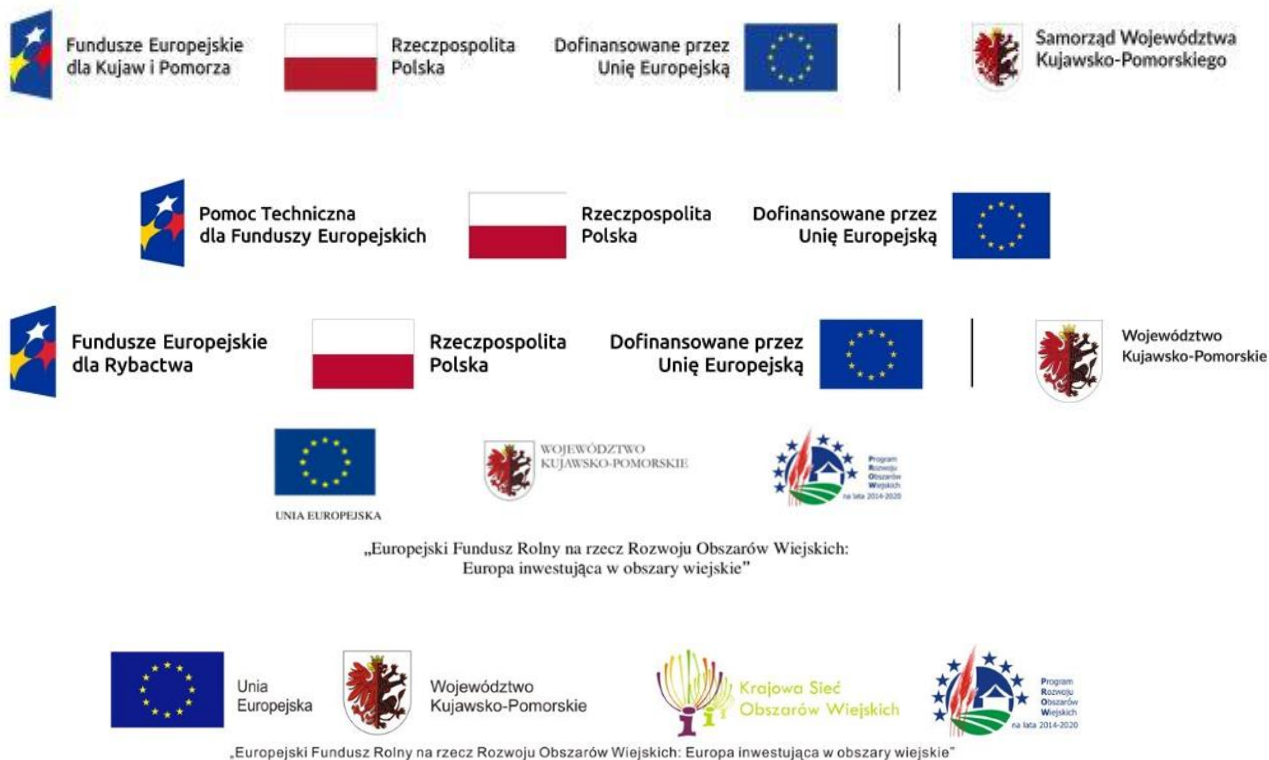 Fundusze Europejskie
dla Kujaw i Pomorza
Rzeczpospolita
Polska
Dofinansowane przez
Unię Europejską
Samorząd Województwa
Kujawsko-Pomorskiego
Pomoc Techniczna
dla Funduszy Europejskich
Rzeczpospolita
Polska
Dofinansowane przez
Unię Europejską
Fundusze Europejskie
dla Rybactwa
Rzeczpospolita
Polska
Dofinansowane przez
Unię Europejską
Województwo
Kujawsko-Pomorskie
UNIA EUROPEJSKA
WOJEWÓDZTWO
KUJAWSKO-POMORSKIE
Program
Rozwoju
Obszarów
Wiejskich
na lata 2014-2020
„Europejski Fundusz Rolny na rzecz Rozwoju Obszarów Wiejskich:
Europa inwestująca w obszary wiejskie”
Unia
Europejska
Województwo
Kujawsko-Pomorskie
Krajowa Sieć
Obszarów Wiejskich
Program
Rozwoju
Obszarów
Wiejskich
na lata 2014-2020
„Europejski Fundusz Rolny na rzecz Rozwoju Obszarów Wiejskich: Europa inwestująca w obszary wiejskie”